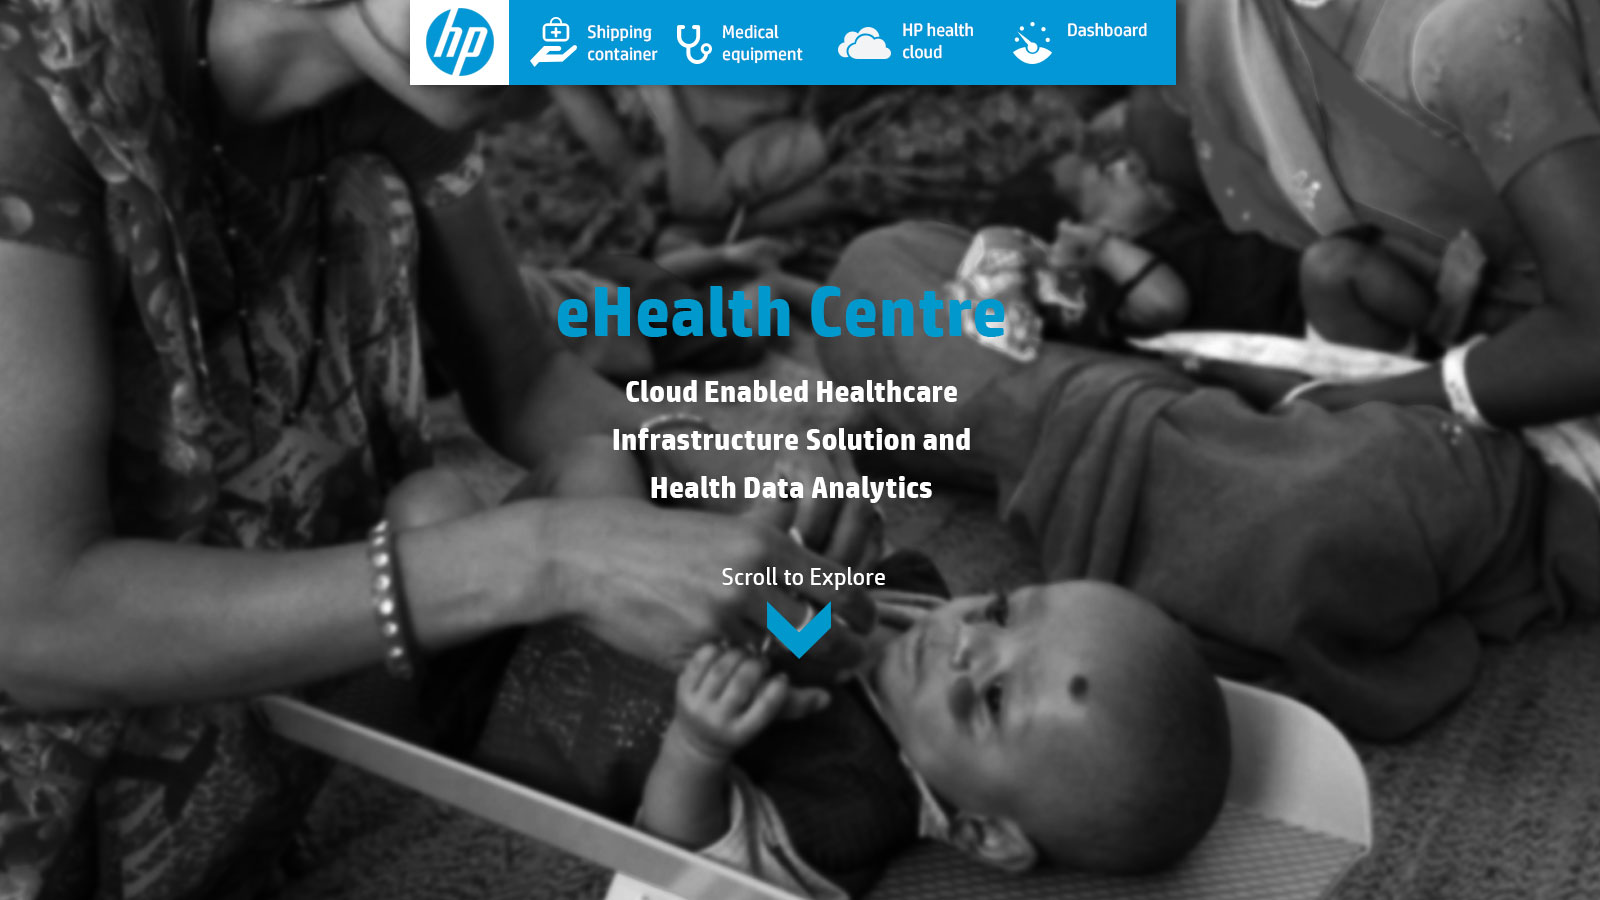 hp
Shipping
container
Medical
equipment
HP health
cloud
Dashboard
eHealth Centre
Cloud Enabled Healthcare
Infrastructure Solution and
Health Data Analytics
Scroll to Explore